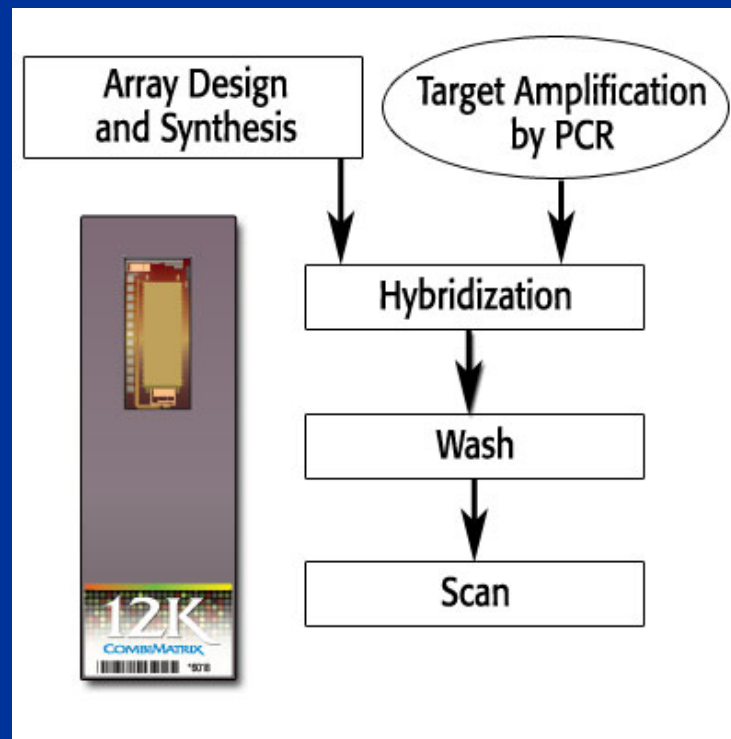 Array Design
and Synthesis
Target Amplification
by PCR
Hybridization
Wash
Scan
12K
COMBIMATRIX